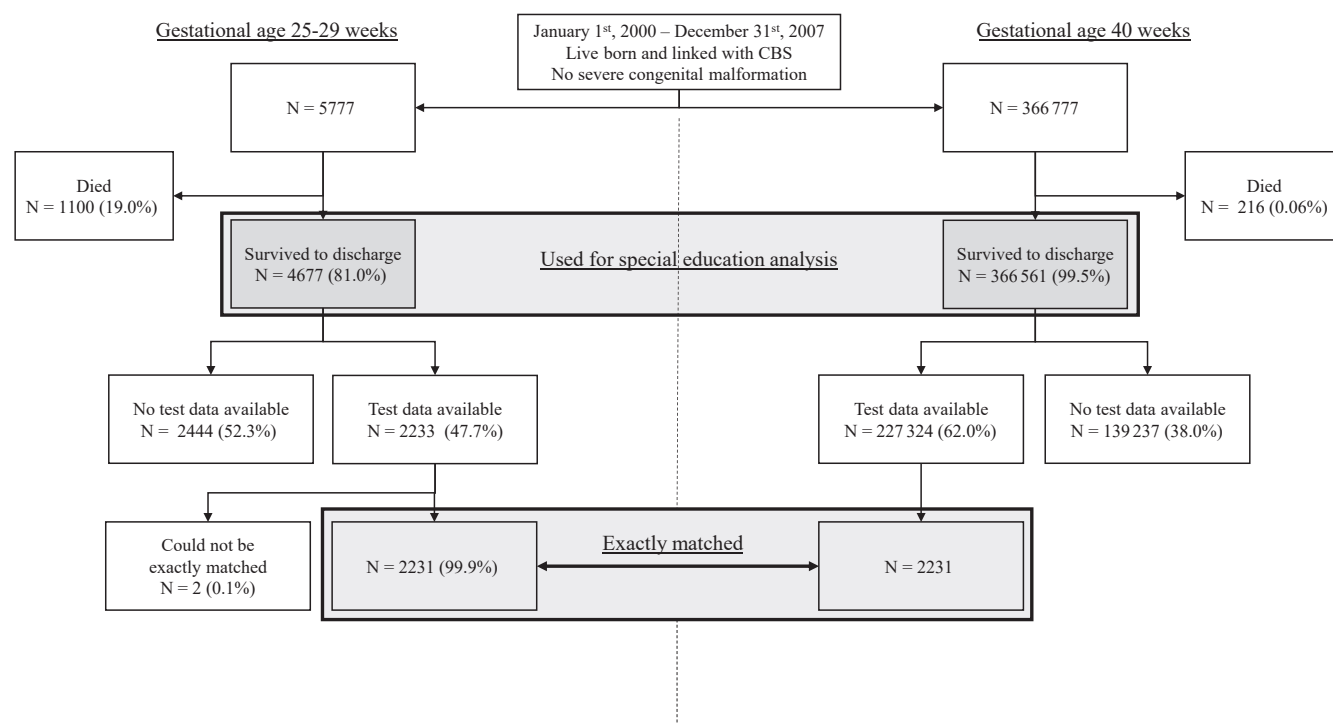 Gestational age 25-29 weeks
January 1st, 2000 – December 31st, 2007
Live born and linked with CBS
No severe congenital malformation
Gestational age 40 weeks
N = 5777
N = 366 777
Died
N = 1100 (19.0%)
Died
N = 216 (0.06%)
Survived to discharge
N = 4677 (81.0%)
Used for special education analysis
Survived to discharge
N = 366 561 (99.5%)
No test data available
N = 2444 (52.3%)
Test data available
N = 2233 (47.7%)
Test data available
N = 227 324 (62.0%)
No test data available
N = 139 237 (38.0%)
Could not be
exactly matched
N = 2 (0.1%)
N = 2231 (99.9%)
Exactly matched
N = 2231